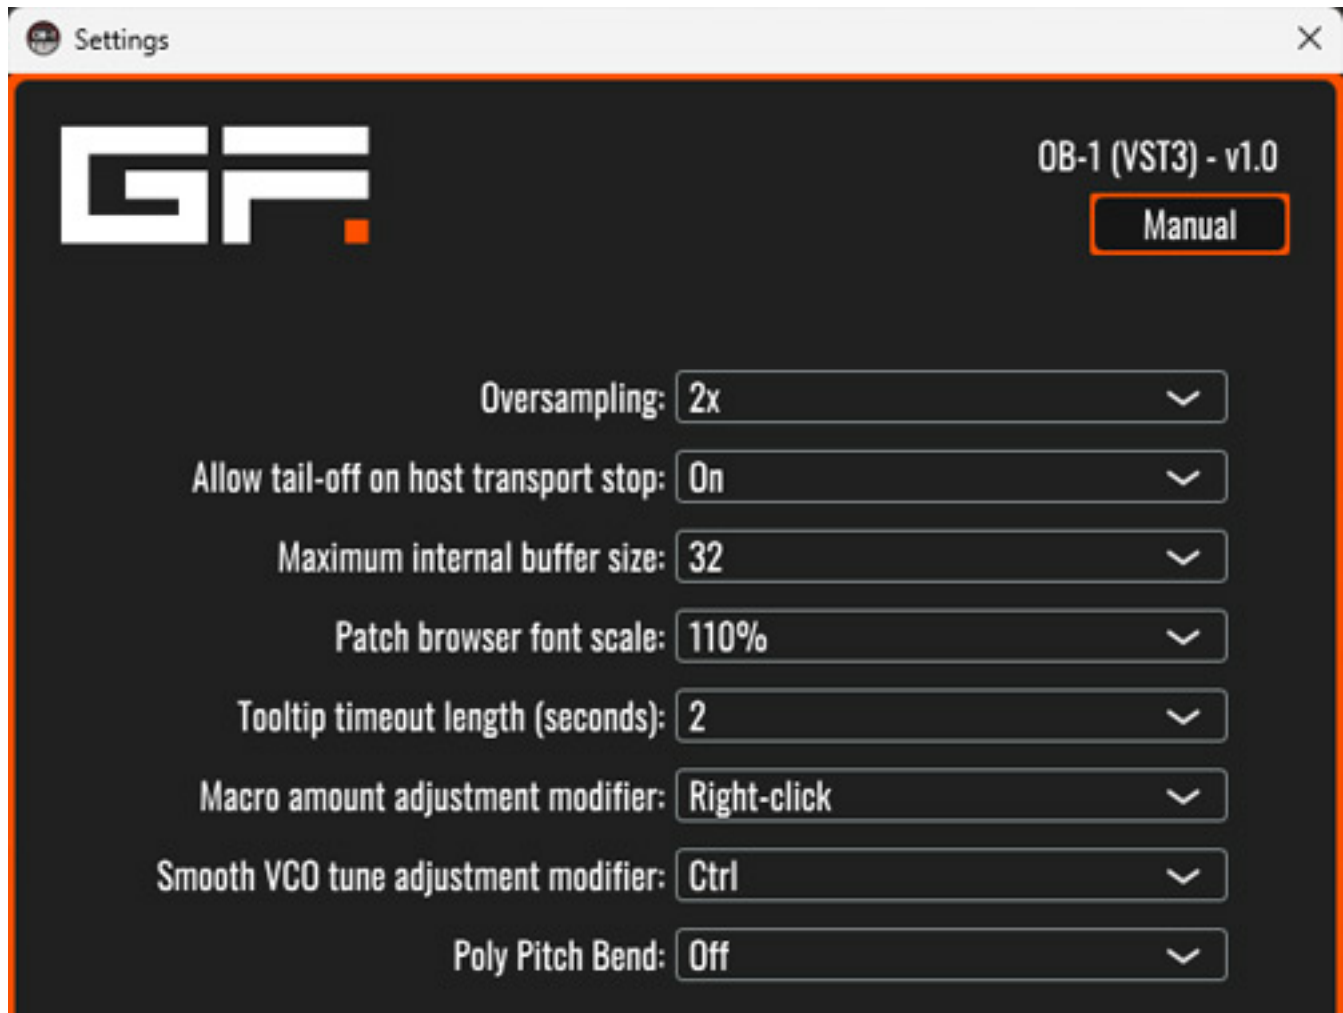 Settings
GF.
OB-1 (VST3) - v1.0
Manual
Oversampling: 2x
Allow tail-off on host transport stop: On
Maximum internal buffer size: 32
Patch browser font scale: 110%
Tooltip timeout length (seconds): 2
Macro amount adjustment modifier: Right-click
Smooth VCO tune adjustment modifier: Ctrl
Poly Pitch Bend: Off